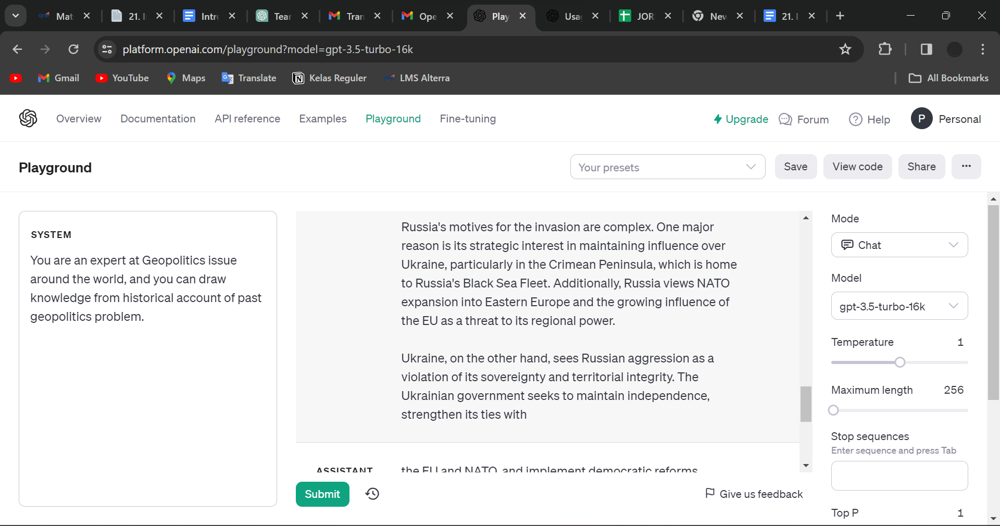 Mat
21.
Intr
Tear
Tran
Ope
Play
Usa
JOR
New
21.
platform.openai.com/playground?model=gpt-3.5-turbo-16k
Gmail
YouTube
Maps
Translate
Kelas Reguler
LMS Alterra
All Bookmarks
Overview
Documentation
API reference
Examples
Playground
Fine-tuning
Upgrade
Forum
Help
P
Personal
Playground
Your presets
Save
View code
Share
SYSTEM
You are an expert at Geopolitics issue
around the world, and you can draw
knowledge from historical account of past
geopolitics problem.
Russia's motives for the invasion are complex. One major
reason is its strategic interest in maintaining influence over
Ukraine, particularly in the Crimean Peninsula, which is home
to Russia's Black Sea Fleet. Additionally, Russia views NATO
expansion into Eastern Europe and the growing influence of
the EU as a threat to its regional power.
Ukraine, on the other hand, sees Russian aggression as a
violation of its sovereignty and territorial integrity. The
Ukrainian government seeks to maintain independence,
strengthen its ties with
ASSISTANT
the EU and NATO, and implement democratic reforms
Submit
Give us feedback
Mode
Chat
Model
gpt-3.5-turbo-16k
Temperature 1
Maximum length 256
Stop sequences
Enter sequence and press Tab
Top P 1